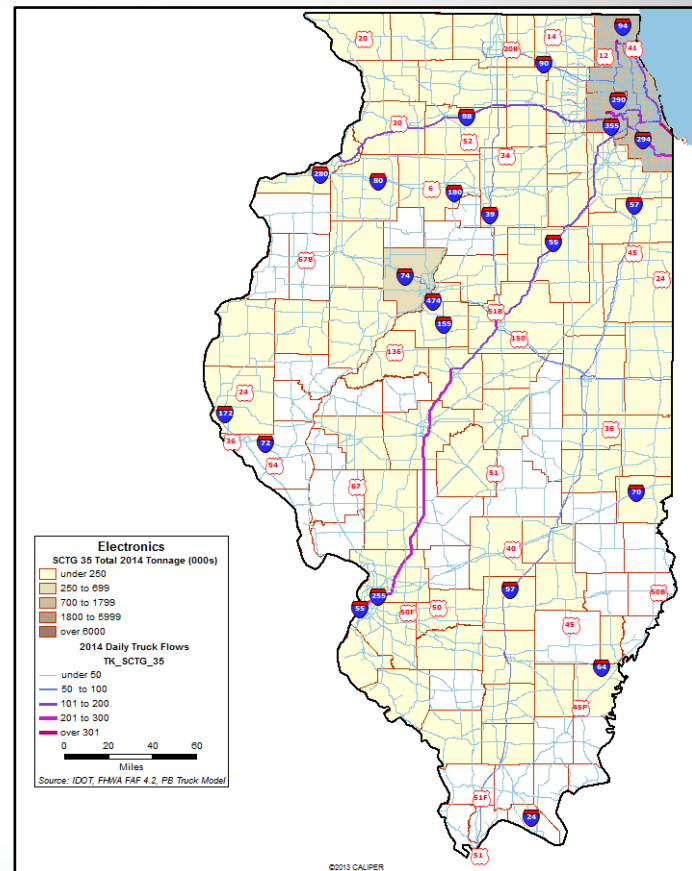 94
20
14
20B
12
41
90
290
88
30
355
52
294
34
280
80
6
180
57
39
55
45
67B
74
24
474
51B
155
150
136
24
172
36
36
72
54
51
67
70
40
57
255
55
50F
50
50B
45
64
45P
51F
24
51
Electronics
SCTG 35 Total 2014 Tonnage (000s)
under 250
250 to 699
700 to 1799
1800 to 5999
over 6000
2014 Daily Truck Flows
TK_SCTG_35
under 50
50 to 100
101 to 200
201 to 300
over 301
0 20 40 60
Miles
Source: IDOT, FHWA FAF 4.2, PB Truck Model
©2013 CALIPER